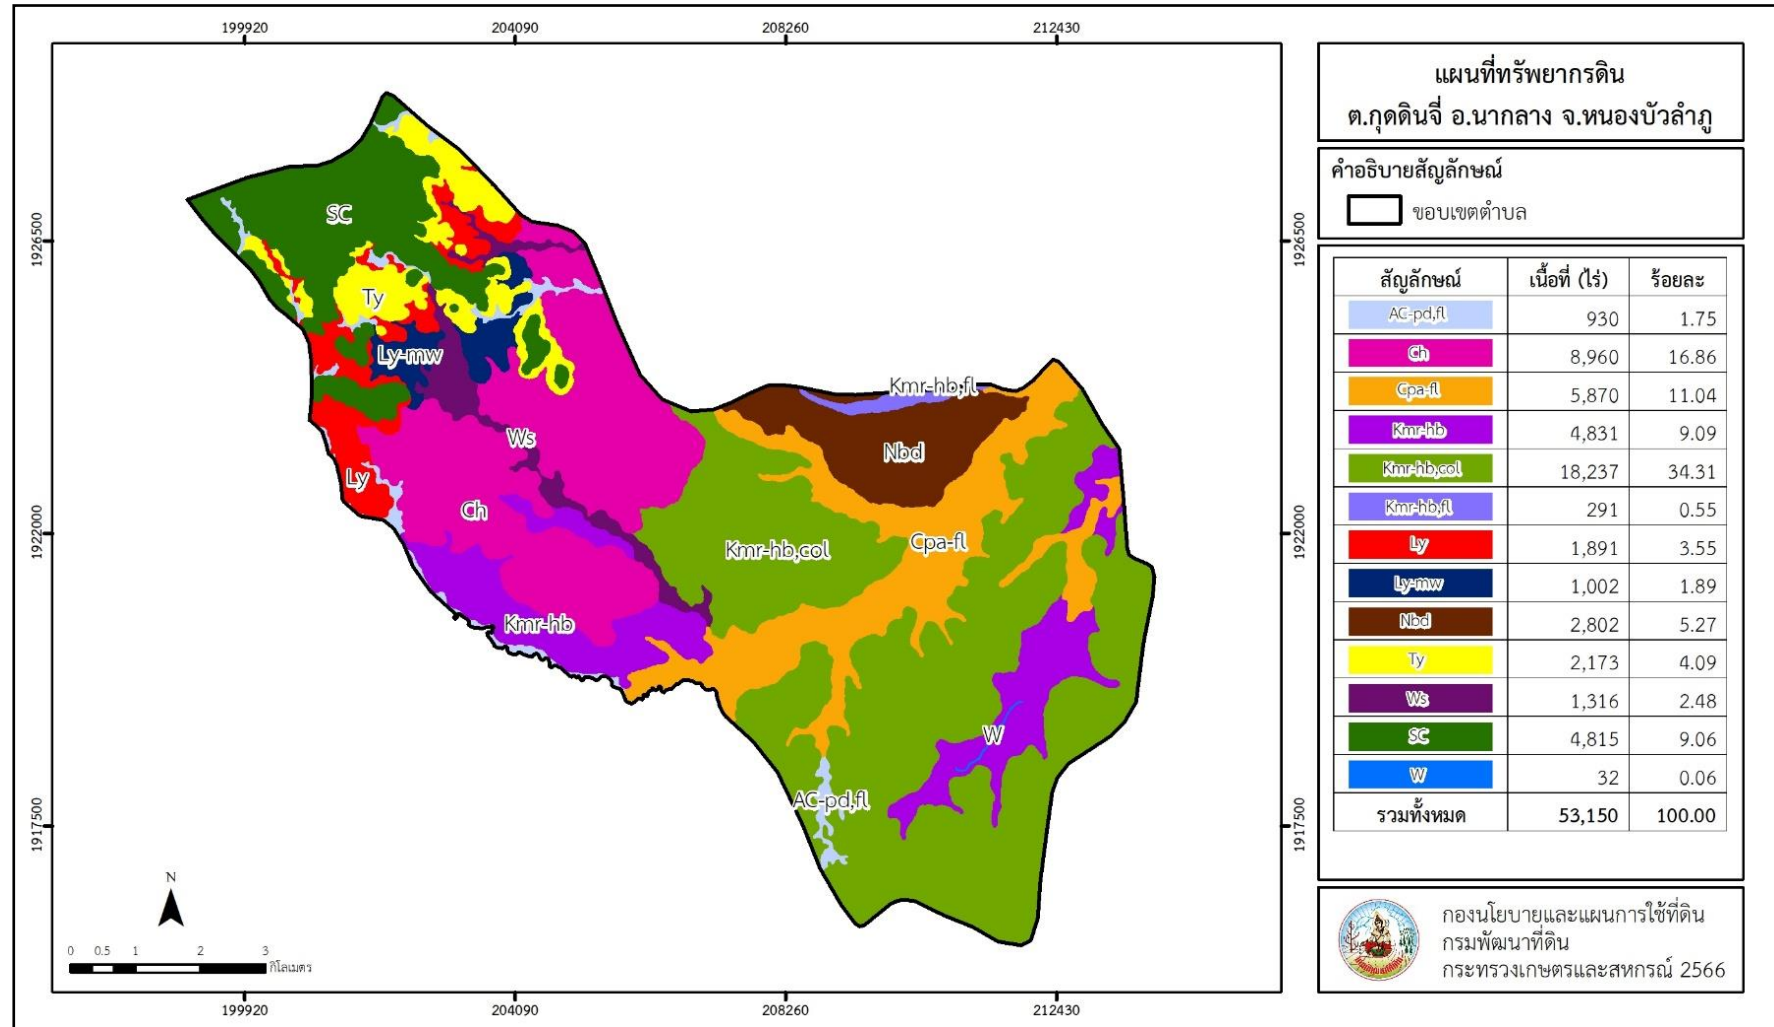 199920 204090 208260 212430
แผนที่ทรัพยากรดิน
ต.กุดดินจี่ อ.นากลาง จ.หนองบัวลำภู
คำอธิบายสัญลักษณ์
ขอบเขตตำบล
1926500 1926500
1922000 1922000
1917500 1917500
SC
Ty
Ly-mw
Kmr-hb,fl
Ws
Nbd
Ly
Ch
Kmr-hb,col
Cpa-fl
Kmr-hb
W
AC-pd,fl
สัญลักษณ์ เนื้อที่ (ไร่) ร้อยละ
AC-pd,fl 930 1.75
Ch 8,960 16.86
Cpa-fl 5,870 11.04
Kmr-hb 4,831 9.09
Kmr-hb,col 18,237 34.31
Kmr-hb,fl 291 0.55
Ly 1,891 3.55
Ly-mw 1,002 1.89
Nbd 2,802 5.27
Ty 2,173 4.09
Ws 1,316 2.48
SC 4,815 9.06
W 32 0.06
รวมทั้งหมด 53,150 100.00
N
0 0.5 1 2 3
กิโลเมตร
กองนโยบายและแผนการใช้ที่ดิน
กรมพัฒนาที่ดิน
กระทรวงเกษตรและสหกรณ์ 2566
199920 204090 208260 212430